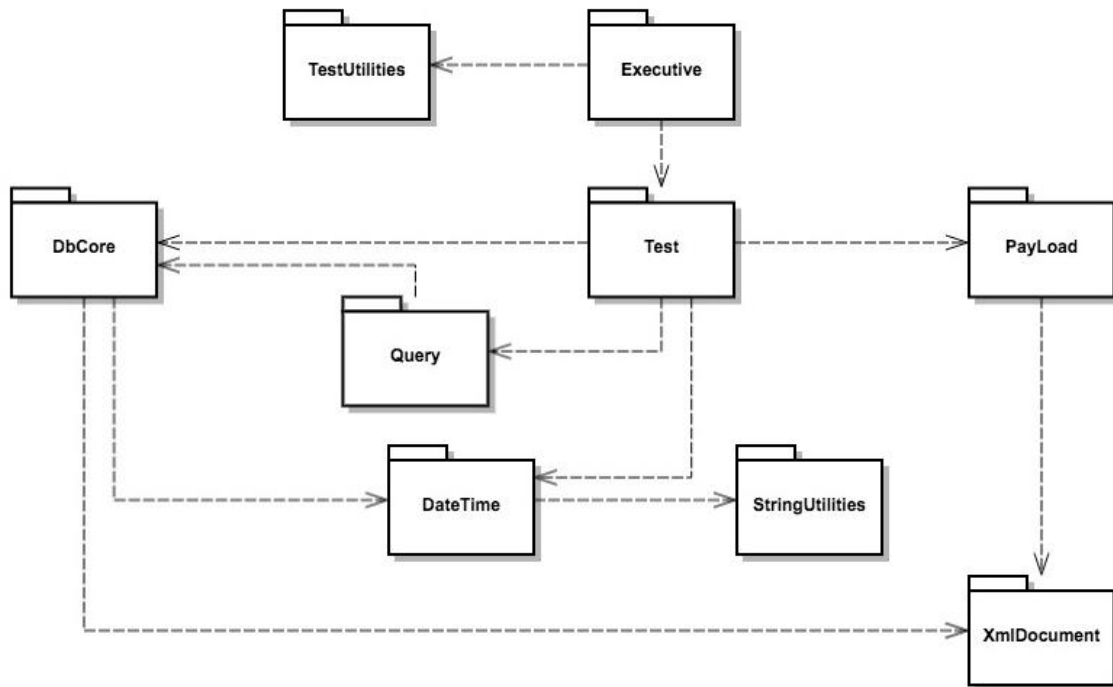 TestUtilities
Executive
DbCore
Test
PayLoad
Query
DateTime
StringUtilities
XmlDocument